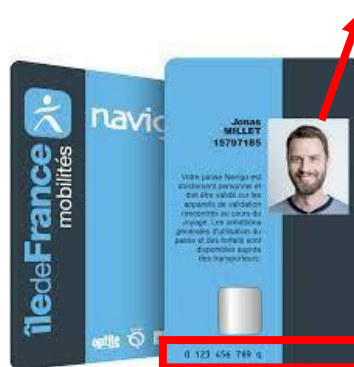 îledeFrance
mobilités
navig
optile
Jonas
MILLET
15797185
Votre passe Navigo est
strictement personnel et
doit être validé sur les
appareils de validation
rencontrés au cours du
voyage. Les conditions
générales d'utilisation du
passe et des forfaits sont
disponibles auprès
des transporteurs.
0 123 456 789 q